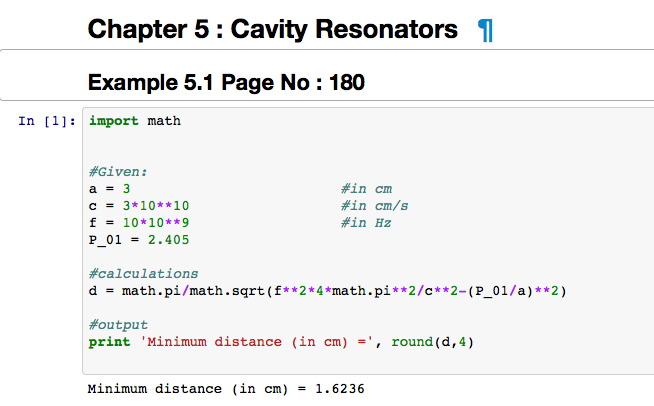 Chapter 5 : Cavity Resonators ¶
Example 5.1 Page No : 180
In [1]: import math
#Given:
a = 3 #in cm
c = 3*10**10 #in cm/s
f = 10*10**9 #in Hz
P_01 = 2.405
#calculations
d = math.pi/math.sqrt(f**2*4*math.pi**2/c**2-(P_01/a)**2)
#output
print 'Minimum distance (in cm) =', round(d,4)
Minimum distance (in cm) = 1.6236